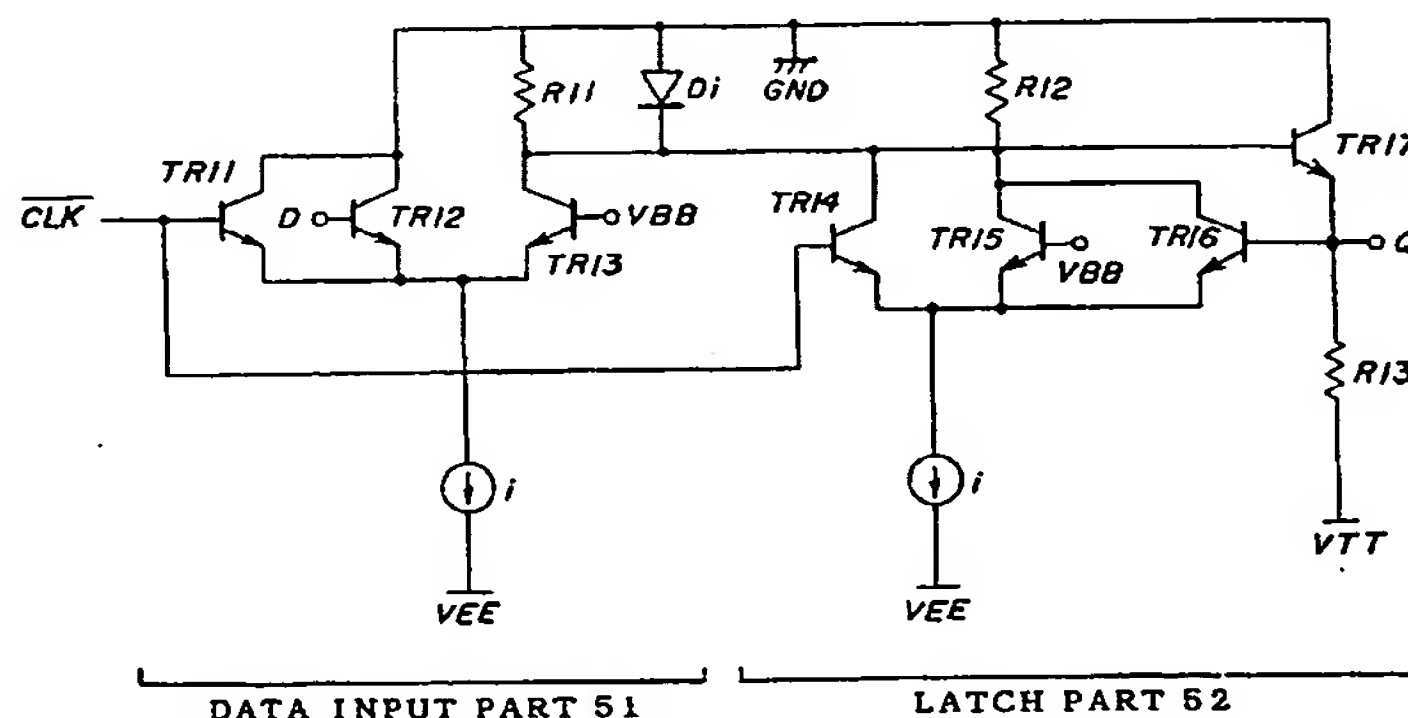 R11
Di
GND
R12
TR17
TR11
CLK
D
TR12
VBB
TR13
TR14
TR15
VBB
TR16
Q
R13
i
i
VEE
VEE
VTT
DATA INPUT PART 51
LATCH PART 52